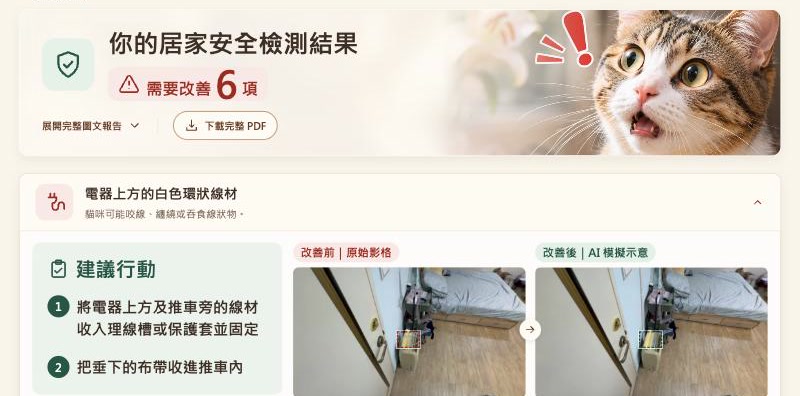 你的居家安全檢測結果
需要改善 6 項
展開完整圖文報告
下載完整 PDF
電器上方的白色環狀線材
貓咪可能咬線、纏繞或吞食線狀物。
建議行動
1 將電器上方及推車旁的線材
收入理線槽或保護套並固定
2 把垂下的布帶收進推車內
改善前 | 原始影格
改善後 | AI 模擬示意